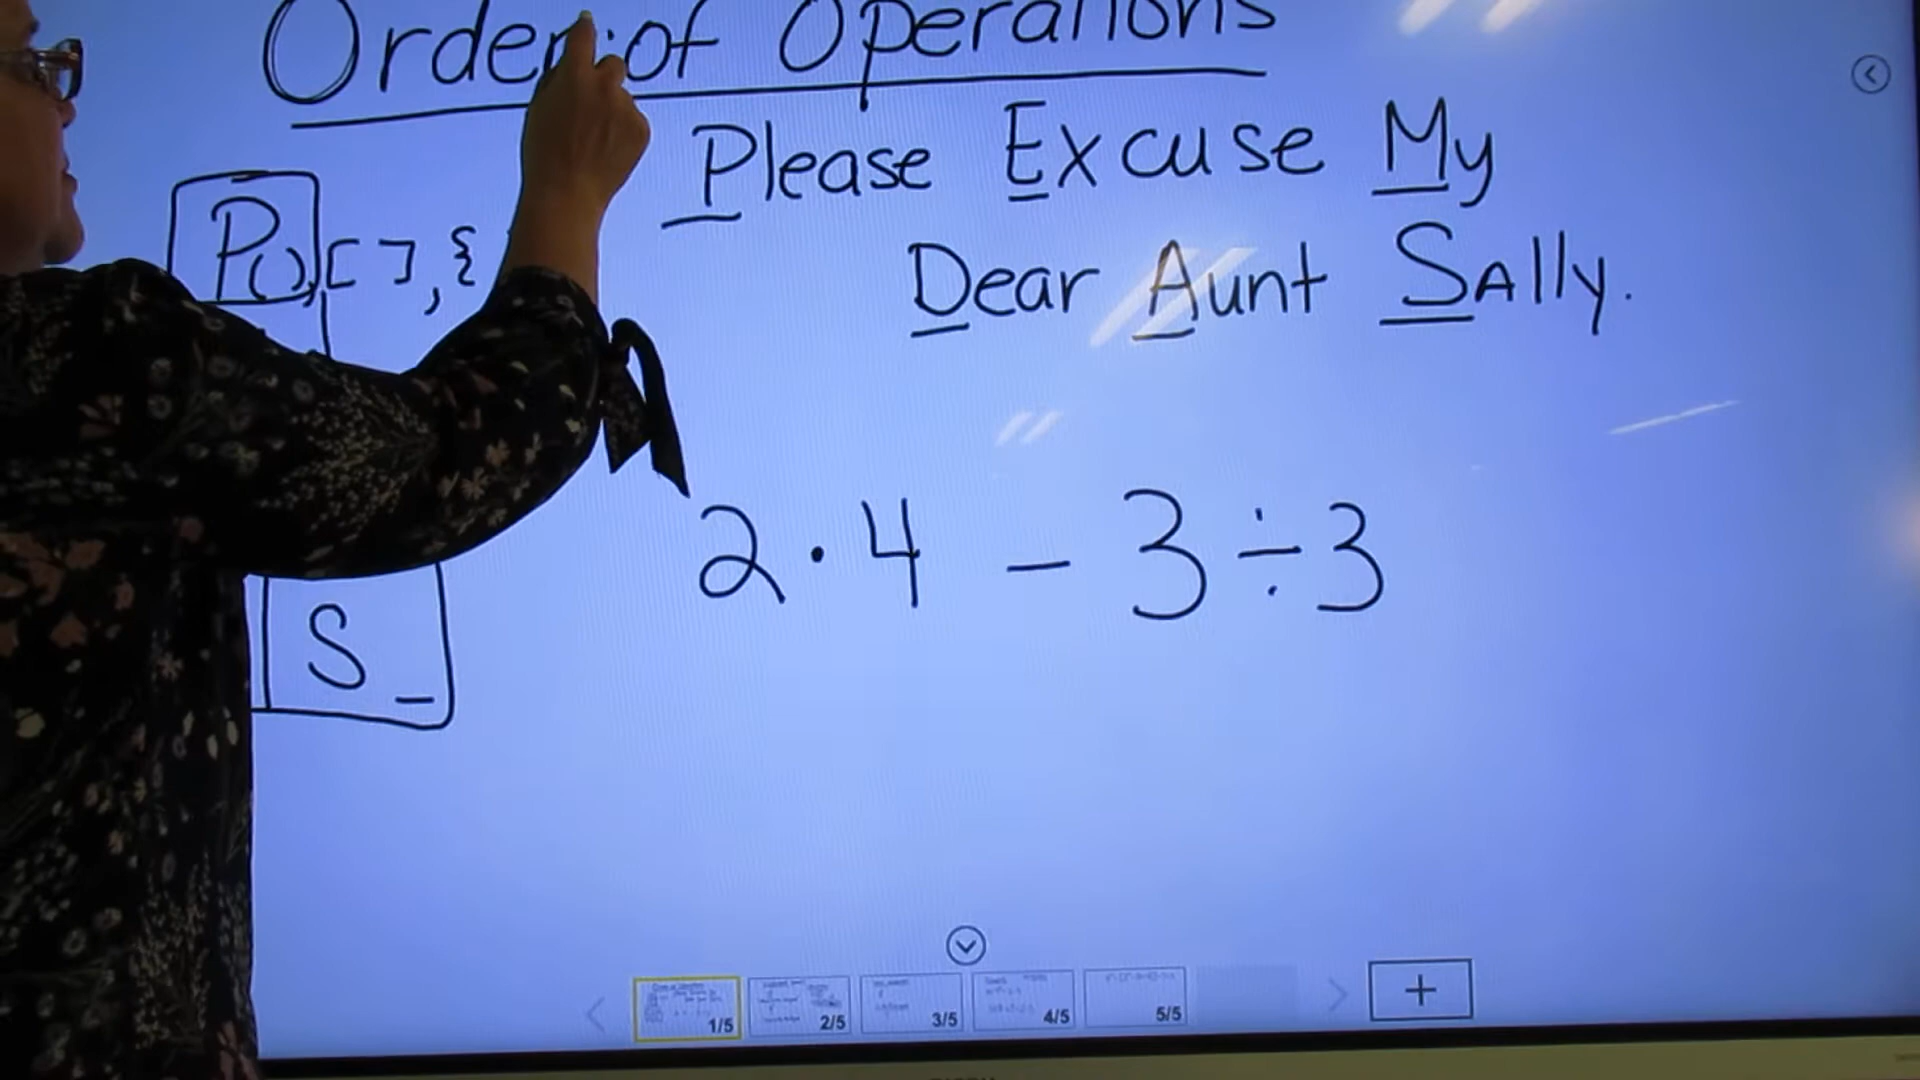 Order of Operations
Please Excuse My
P(), [ ], {
Dear Aunt SAlly.
2 · 4 - 3 ÷ 3
S -
1/5 2/5 3/5 4/5 5/5 +